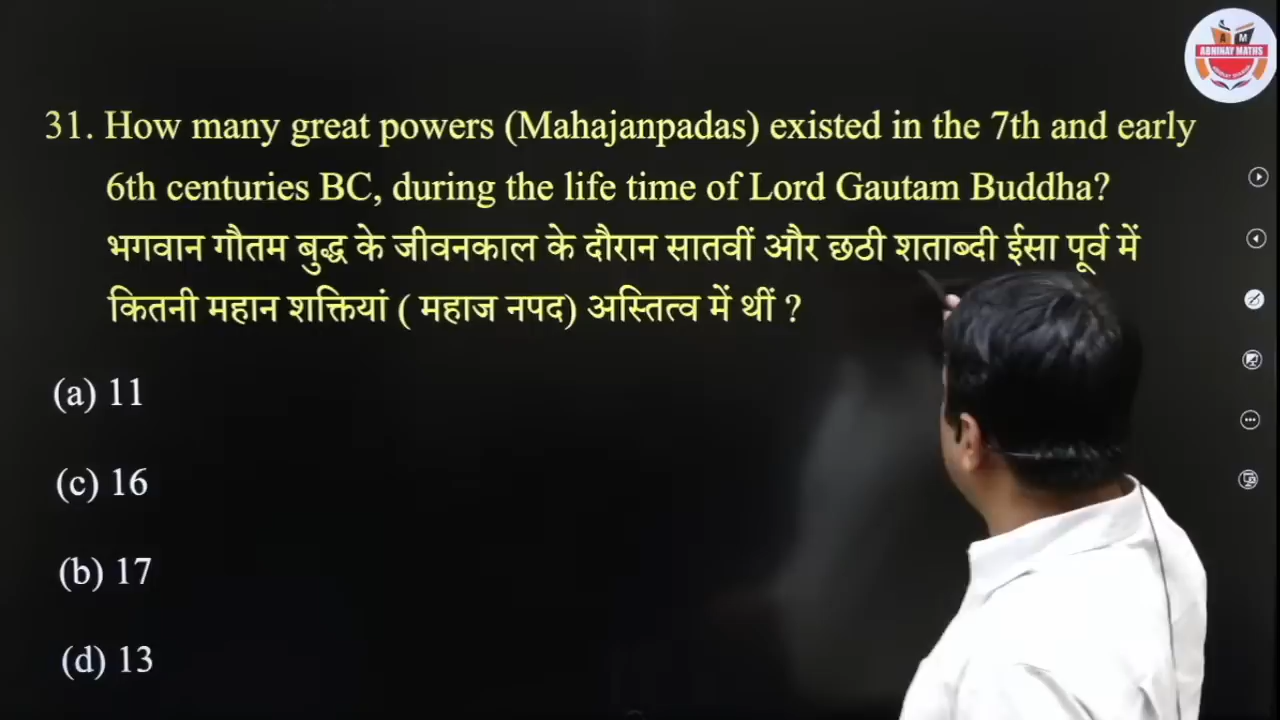 A M
ABHINAY MATHS
31. How many great powers (Mahajanpadas) existed in the 7th and early
6th centuries BC, during the life time of Lord Gautam Buddha?
भगवान गौतम बुद्ध के जीवनकाल के दौरान सातवीं और छठी शताब्दी ईसा पूर्व में
कितनी महान शक्तियां ( महाज नपद) अस्तित्व में थीं ?
(a) 11
(c) 16
(b) 17
(d) 13